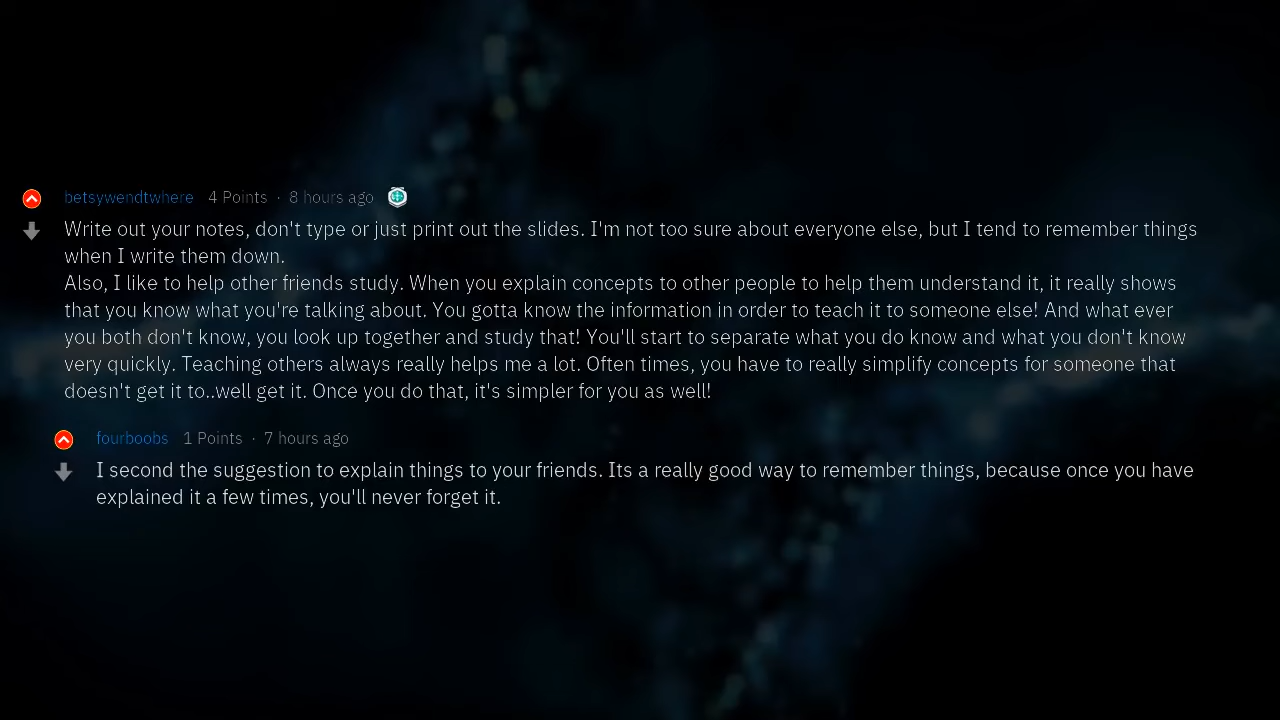 betsywendtwhere 4 Points · 8 hours ago
Write out your notes, don't type or just print out the slides. I'm not too sure about everyone else, but I tend to remember things
when I write them down.
Also, I like to help other friends study. When you explain concepts to other people to help them understand it, it really shows
that you know what you're talking about. You gotta know the information in order to teach it to someone else! And what ever
you both don't know, you look up together and study that! You'll start to separate what you do know and what you don't know
very quickly. Teaching others always really helps me a lot. Often times, you have to really simplify concepts for someone that
doesn't get it to..well get it. Once you do that, it's simpler for you as well!
fourboobs 1 Points · 7 hours ago
I second the suggestion to explain things to your friends. Its a really good way to remember things, because once you have
explained it a few times, you'll never forget it.